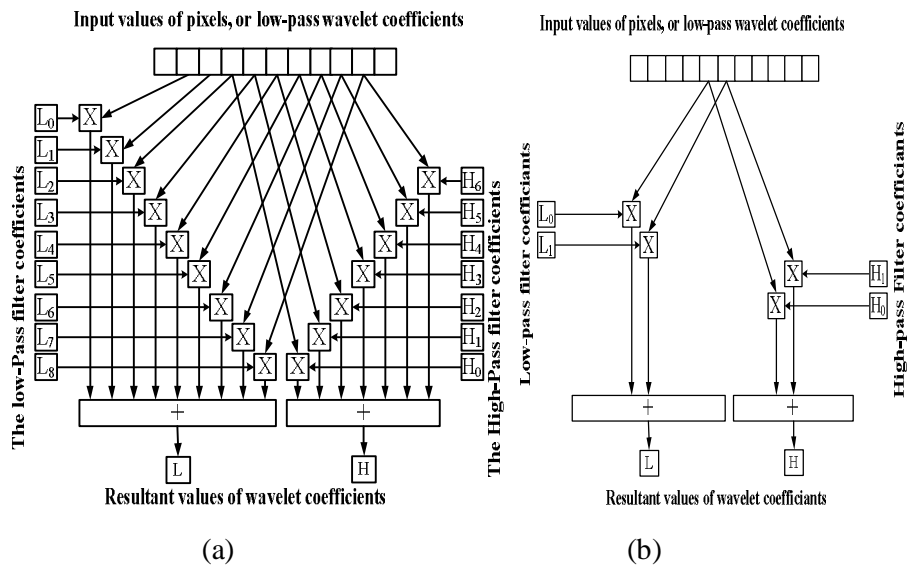 Input values of pixels, or low-pass wavelet coefficients
L0 X
L1 X
L2 X X H6
L3 X X H5
L4 X X H4
L5 X X H3
L6 X X H2
L7 X X H1
L8 X X H0
The low-Pass filter coefficients
The High-Pass filter coefficients
+ +
L H
Resultant values of wavelet coefficients
(a)
Input values of pixels, or low-pass wavelet coefficients
L0 X
L1 X
X H1
X H0
Low-pass filter coefficiants
High-pass Filter coefficiants
+ +
L H
Resultant values of wavelet coefficiants
(b)